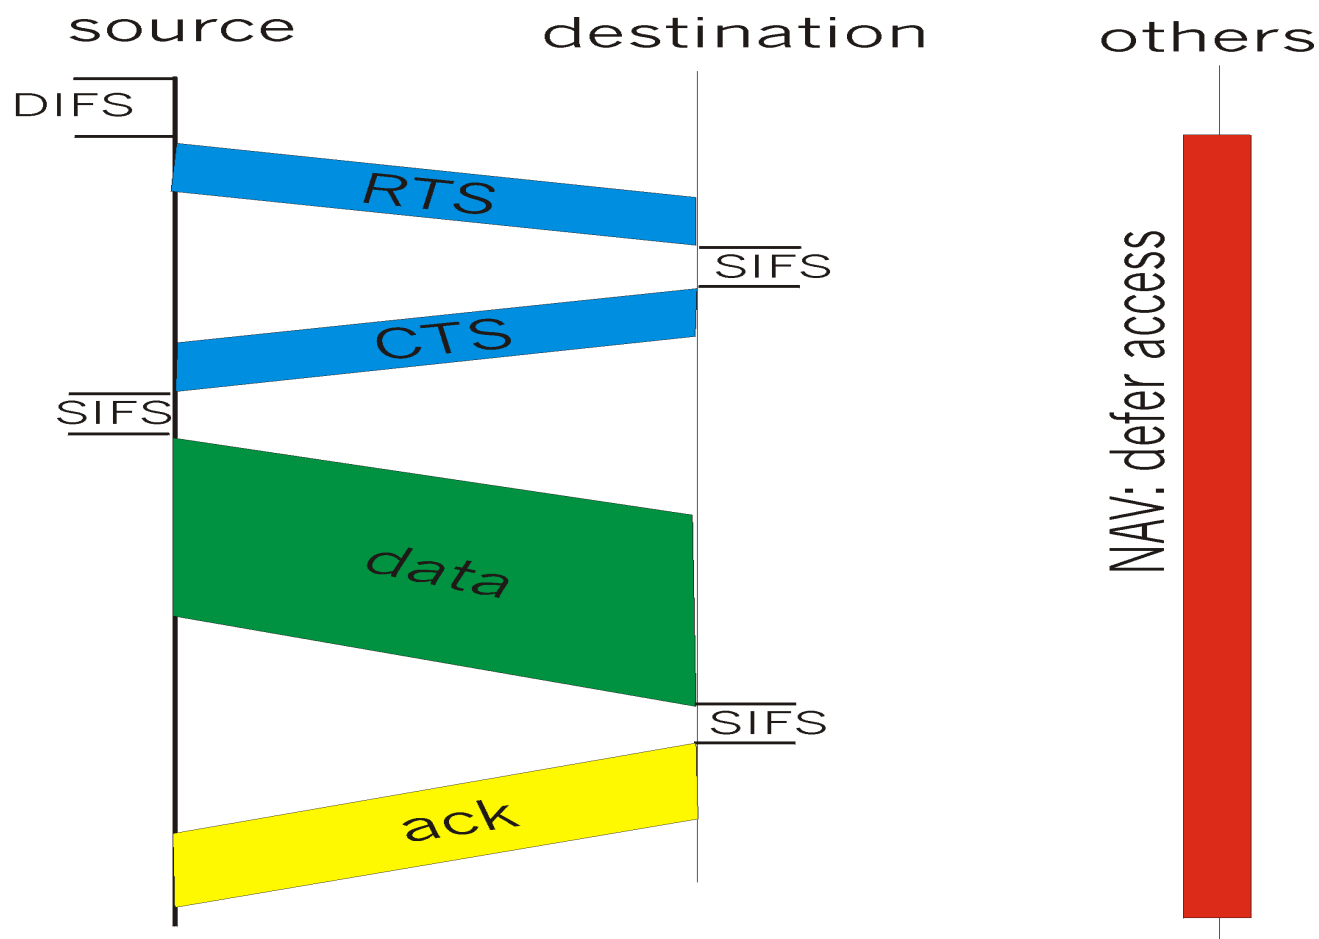 source
destination
others
DIFS
RTS
SIFS
CTS
SIFS
NAV: defer access
data
SIFS
ack